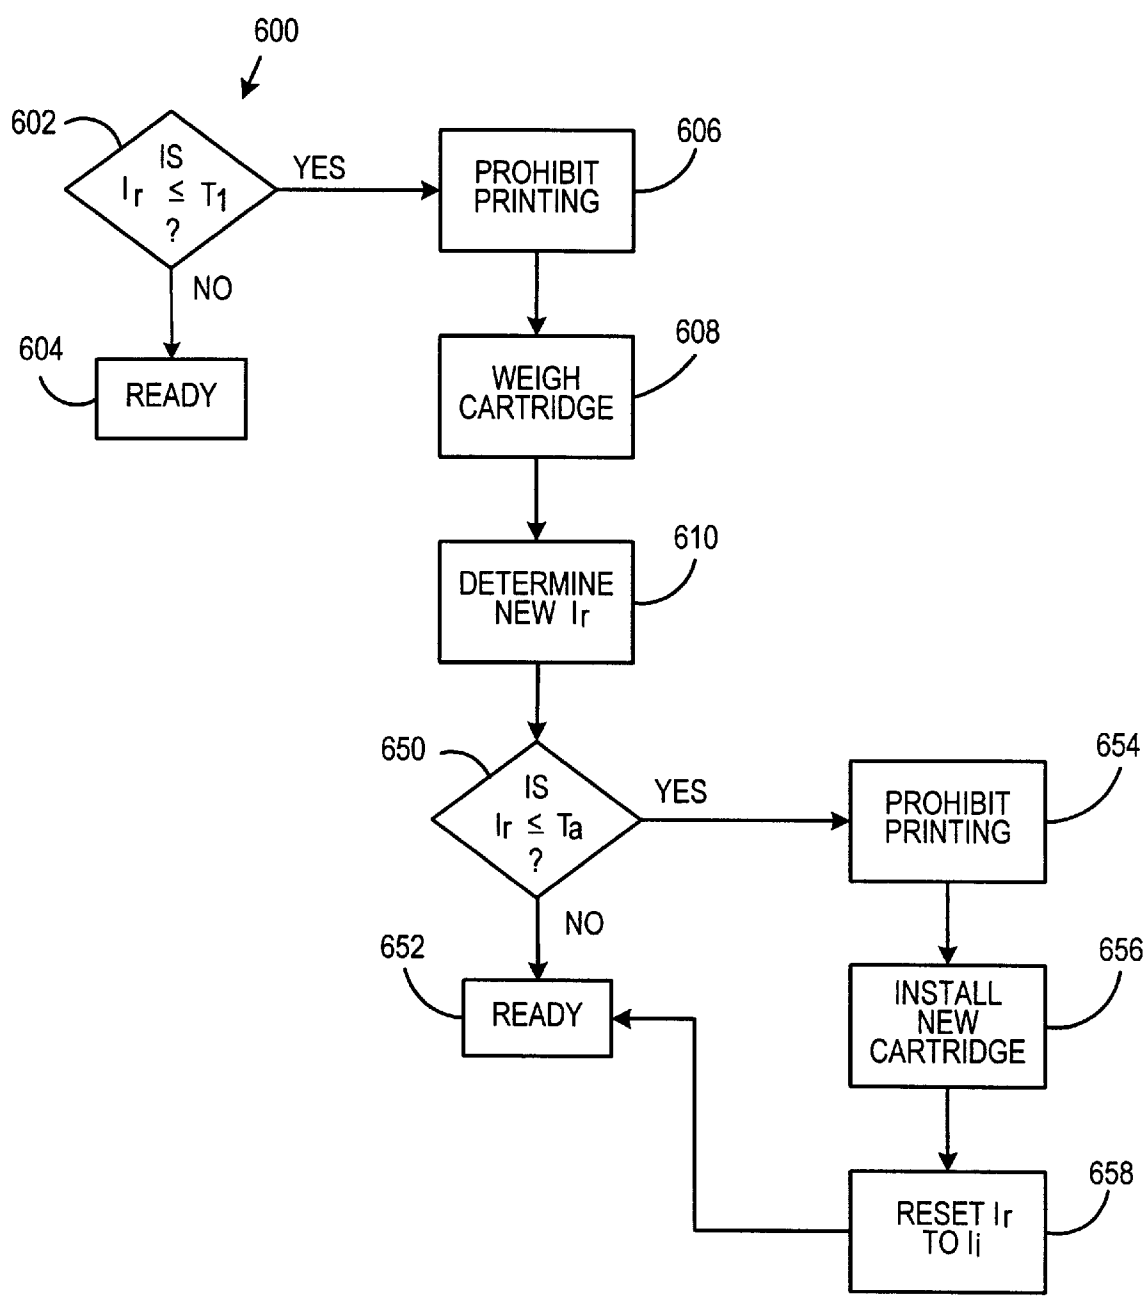 600
602
IS
Ir ≤ T1
?
YES
NO
604
READY
606
PROHIBIT
PRINTING
608
WEIGH
CARTRIDGE
610
DETERMINE
NEW Ir
650
IS
Ir ≤ Ta
?
YES
NO
652
READY
654
PROHIBIT
PRINTING
656
INSTALL
NEW
CARTRIDGE
658
RESET Ir
TO Ii